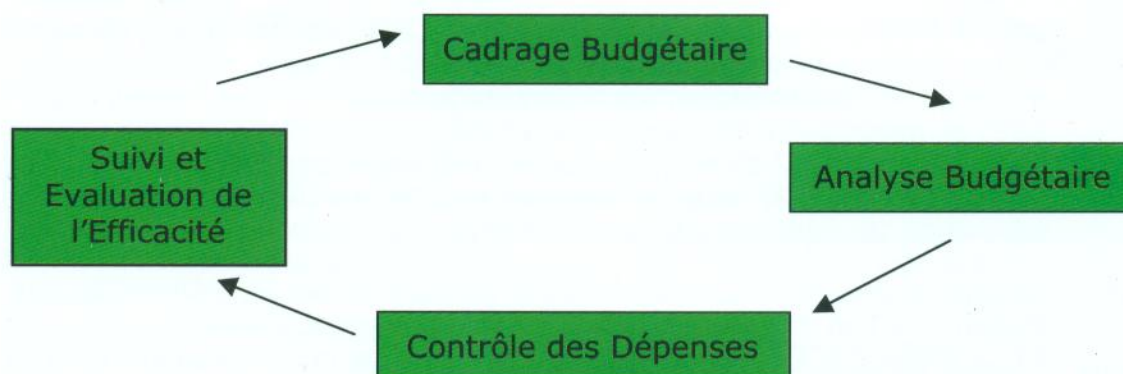 Cadrage Budgétaire
Analyse Budgétaire
Contrôle des Dépenses
Suivi et
Evaluation de
l'Efficacité